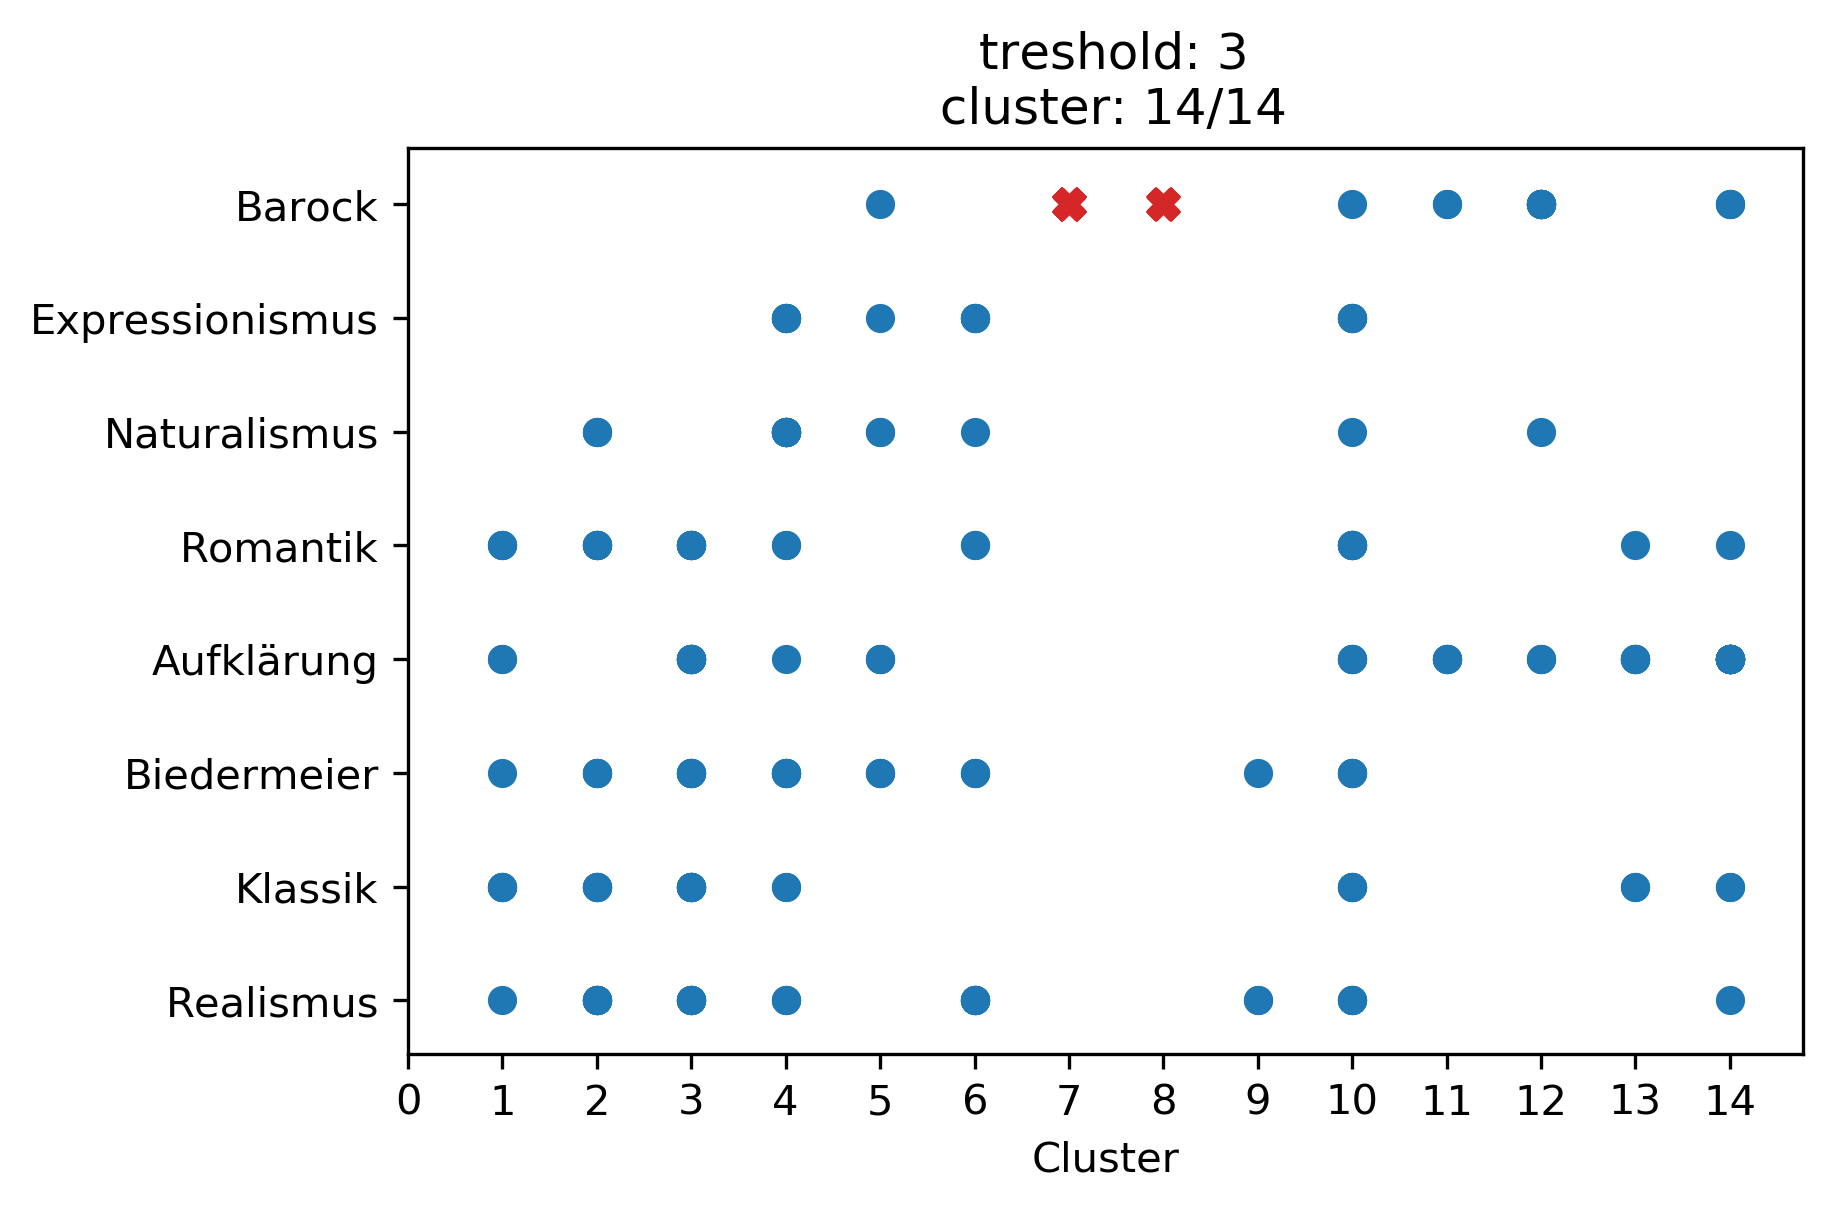 treshold: 3
cluster: 14/14
Barock
Expressionismus
Naturalismus
Romantik
Aufklärung
Biedermeier
Klassik
Realismus
0 1 2 3 4 5 6 7 8 9 10 11 12 13 14
Cluster